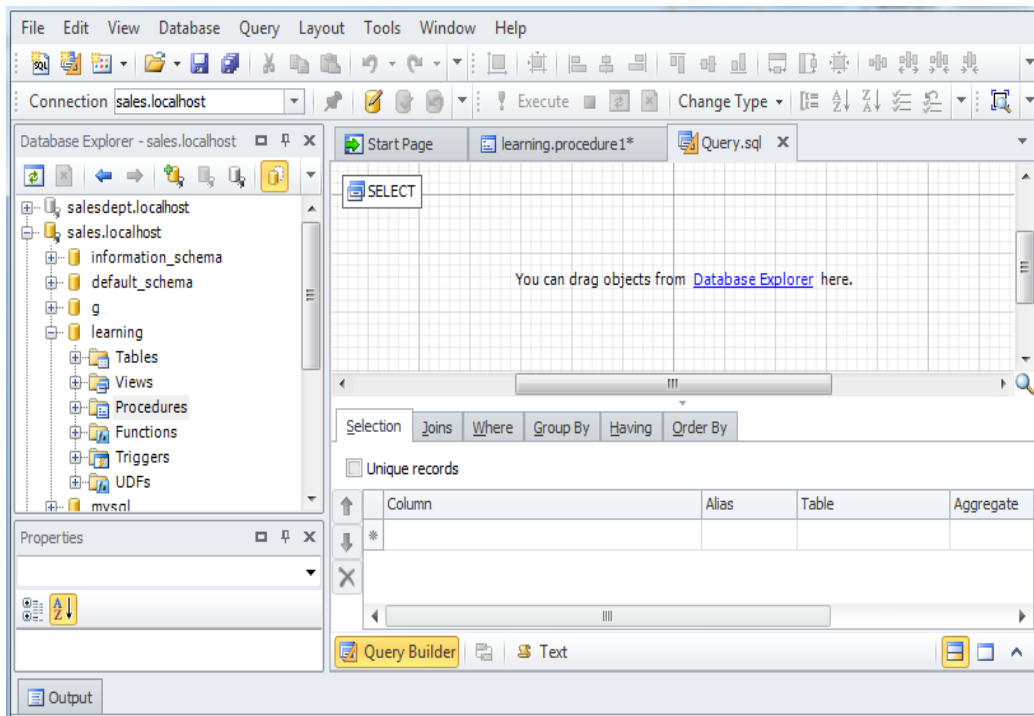 File Edit View Database Query Layout Tools Window Help
Connection sales.localhost Execute Change Type
Database Explorer - sales.localhost
salesdept.localhost
sales.localhost
information_schema
default_schema
g
learning
Tables
Views
Procedures
Functions
Triggers
UDFs
mysql
Properties
Output
Start Page learning.procedure1* Query.sql
SELECT
You can drag objects from Database Explorer here.
Selection Joins Where Group By Having Order By
Unique records
Column Alias Table Aggregate
Query Builder Text